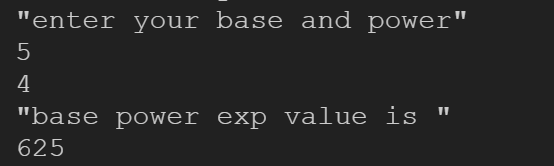 "enter your base and power"
5
4
"base power exp value is "
625